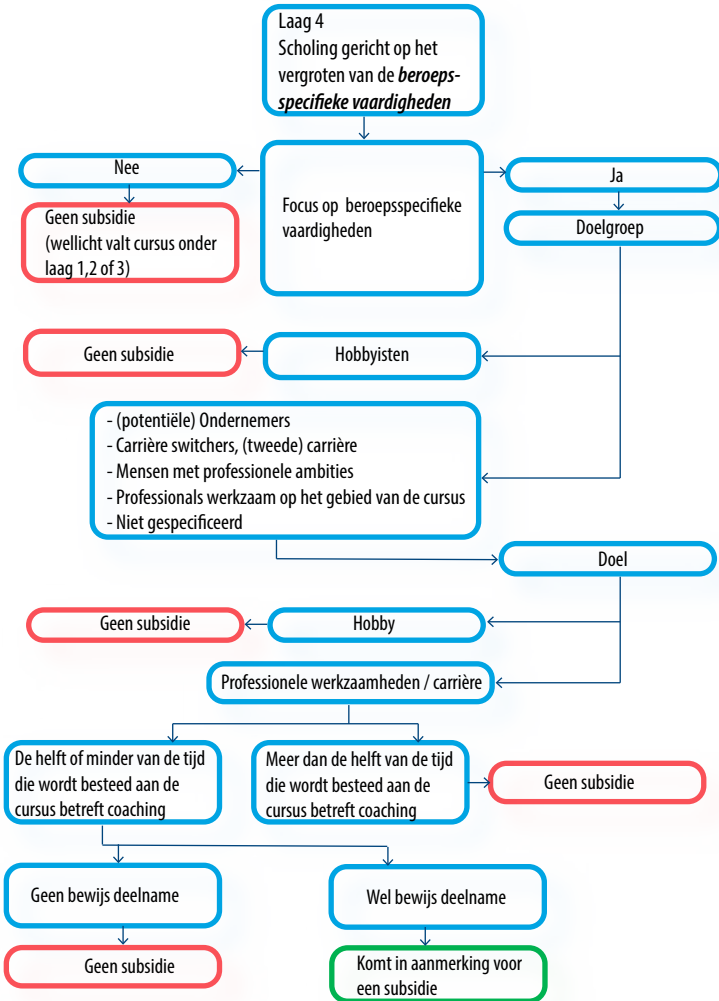 Laag 4
Scholing gericht op het
vergroten van de beroeps-
specifieke vaardigheden
Nee
Ja
Geen subsidie
(wellicht valt cursus onder
laag 1,2 of 3)
Focus op beroepsspecifieke
vaardigheden
Doelgroep
Geen subsidie
Hobbyisten
- (potentiële) Ondernemers
- Carrière switchers, (tweede) carrière
- Mensen met professionele ambities
- Professionals werkzaam op het gebied van de cursus
- Niet gespecificeerd
Doel
Geen subsidie
Hobby
Professionele werkzaamheden / carrière
De helft of minder van de tijd
die wordt besteed aan de
cursus betreft coaching
Meer dan de helft van de tijd
die wordt besteed aan de
cursus betreft coaching
Geen subsidie
Geen bewijs deelname
Wel bewijs deelname
Geen subsidie
Komt in aanmerking voor
een subsidie